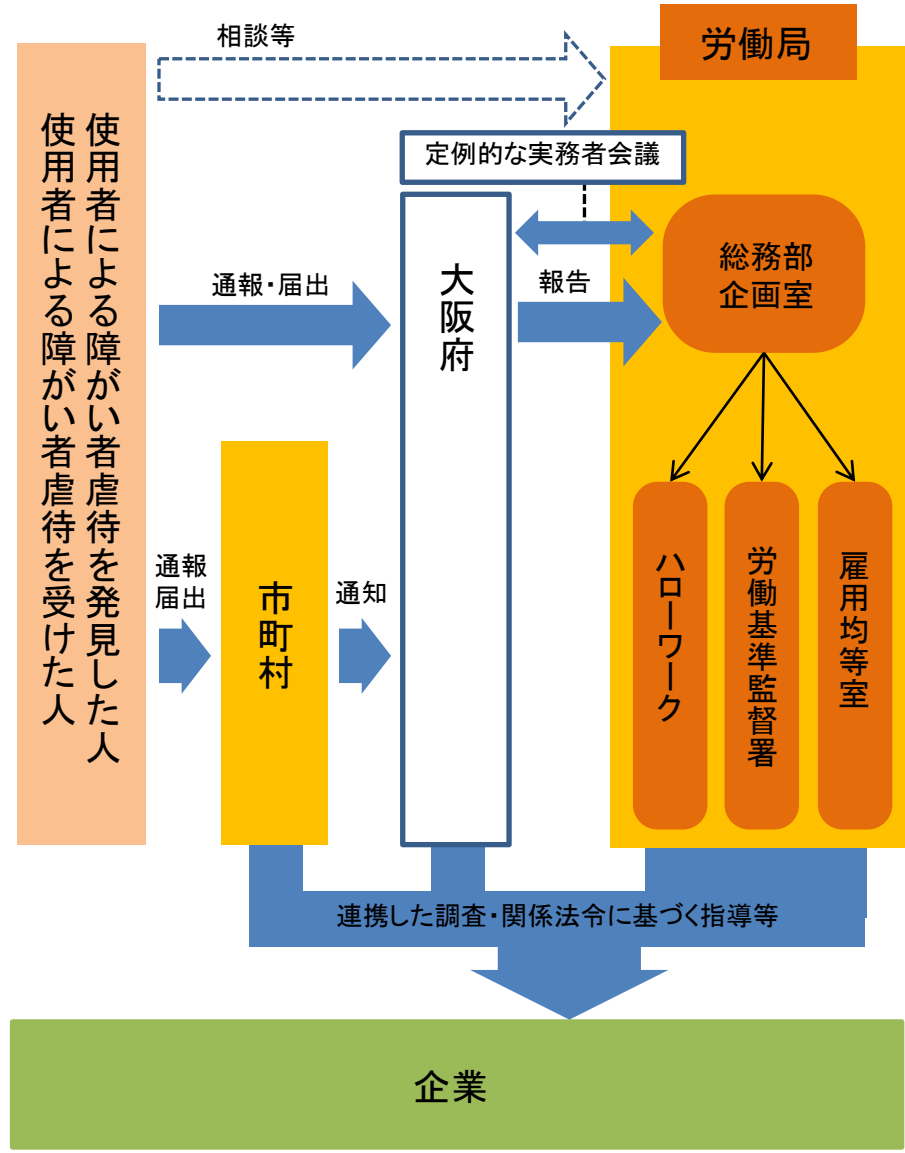 相談等
労働局
定例的な実務者会議
使用者による障がい者虐待を発見した人
使用者による障がい者虐待を受けた人
通報・届出
大阪府
報告
総務部
企画室
通報
届出
市町村
通知
ハローワーク
労働基準監督署
雇用均等室
連携した調査・関係法令に基づく指導等
企業